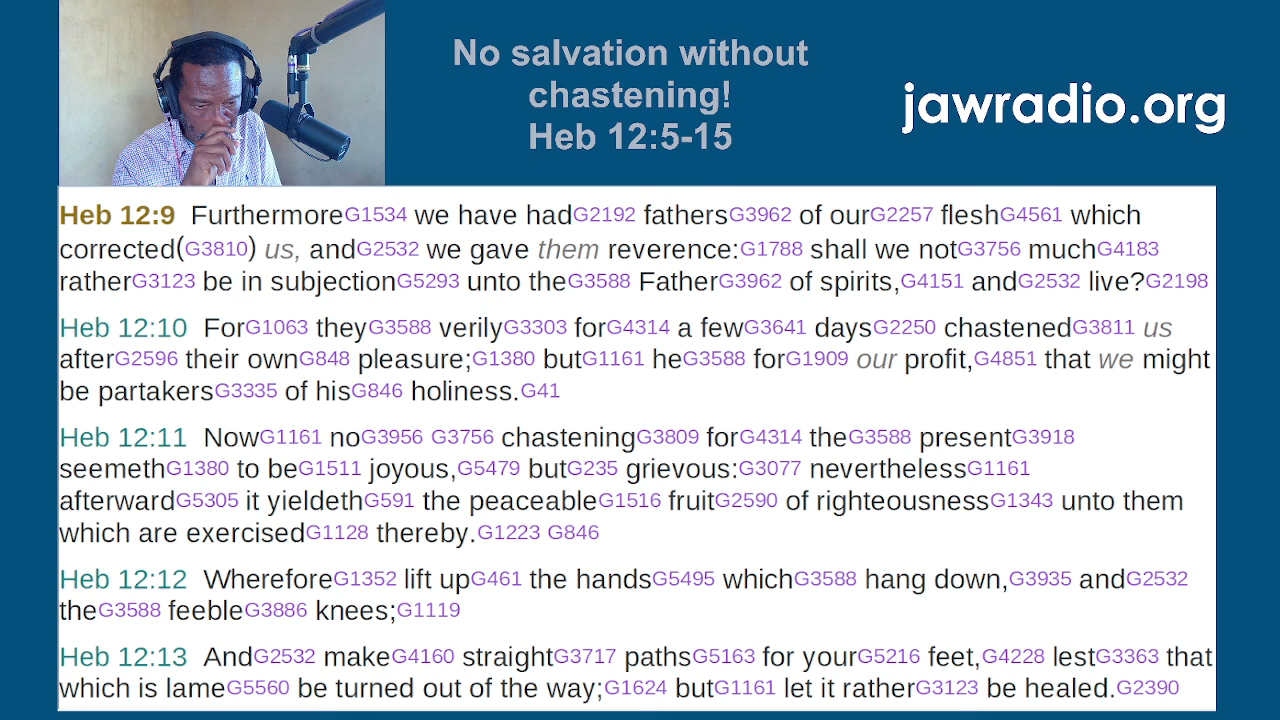 No salvation without
chastening!
Heb 12:5-15
jawradio.org
Heb 12:9 FurthermoreG1534 we have hadG2192 fathersG3962 of ourG2257 fleshG4561 which
corrected(G3810) us, andG2532 we gave them reverence:G1788 shall we notG3756 muchG4183
ratherG3123 be in subjectionG5293 unto theG3588 FatherG3962 of spirits,G4151 andG2532 live?G2198
Heb 12:10 ForG1063 theyG3588 verilyG3303 forG4314 a fewG3641 daysG2250 chastenedG3811 us
afterG2596 their ownG848 pleasure;G1380 butG1161 heG3588 forG1909 our profit,G4851 that we might
be partakersG3335 of hisG846 holiness.G41
Heb 12:11 NowG1161 noG3956 G3756 chasteningG3809 forG4314 theG3588 presentG3918
seemethG1380 to beG1511 joyous,G5479 butG235 grievous:G3077 neverthelessG1161
afterwardG5305 it yieldethG591 the peaceableG1516 fruitG2590 of righteousnessG1343 unto them
which are exercisedG1128 thereby.G1223 G846
Heb 12:12 WhereforeG1352 lift upG461 the handsG5495 whichG3588 hang down,G3935 andG2532
theG3588 feebleG3886 knees;G1119
Heb 12:13 AndG2532 makeG4160 straightG3717 pathsG5163 for yourG5216 feet,G4228 lestG3363 that
which is lameG5560 be turned out of the way;G1624 butG1161 let it ratherG3123 be healed.G2390